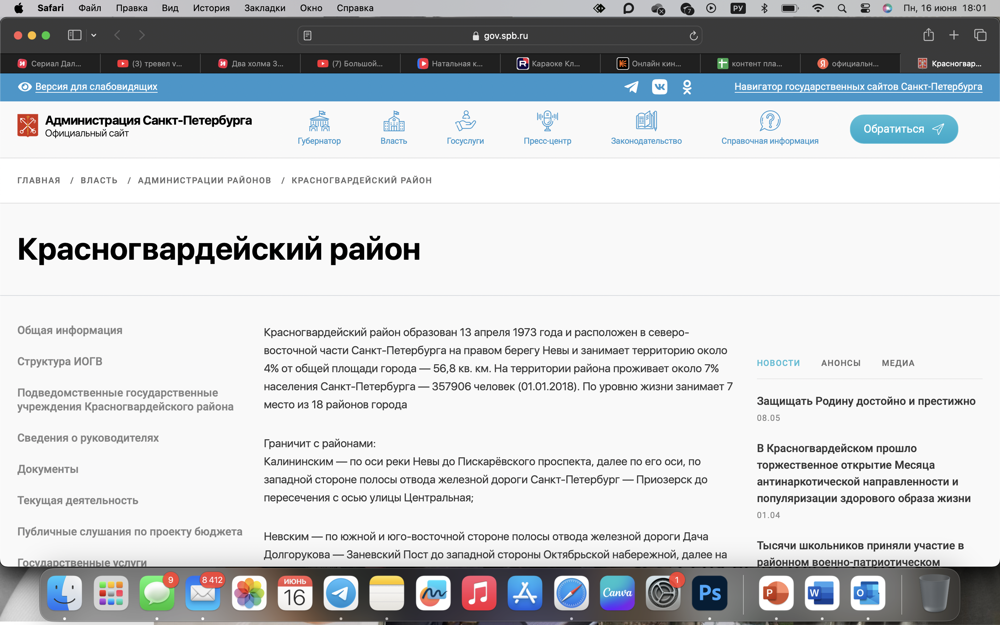 Safari Файл Правка Вид История Закладки Окно Справка 7 РУ Пн, 16 июня 18:01
gov.spb.ru
Сериал Дал... (3) тревел v... Два холма 3... (7) Большой... Натальная к... Караоке Кл... Онлайн кин... контент пла... официальн... Красногвар...
Версия для слабовидящих Навигатор государственных сайтов Санкт-Петербурга
Администрация Санкт-Петербурга
Официальный сайт
Губернатор Власть Госуслуги Пресс-центр Законодательство Справочная информация Обратиться
ГЛАВНАЯ / ВЛАСТЬ / АДМИНИСТРАЦИИ РАЙОНОВ / КРАСНОГВАРДЕЙСКИЙ РАЙОН
Красногвардейский район
Общая информация
Структура ИОГВ
Подведомственные государственные
учреждения Красногвардейского района
Сведения о руководителях
Документы
Текущая деятельность
Публичные слушания по проекту бюджета
Государственные услуги
Красногвардейский район образован 13 апреля 1973 года и расположен в северо-
восточной части Санкт-Петербурга на правом берегу Невы и занимает территорию около
4% от общей площади города — 56,8 кв. км. На территории района проживает около 7%
населения Санкт-Петербурга — 357906 человек (01.01.2018). По уровню жизни занимает 7
место из 18 районов города
Граничит с районами:
Калининским — по оси реки Невы до Пискарёвского проспекта, далее по его оси, по
западной стороне полосы отвода железной дороги Санкт-Петербург — Приозерск до
пересечения с осью улицы Центральная;
Невским — по южной и юго-восточной стороне полосы отвода железной дороги Дача
Долгорукова — Заневский Пост до западной стороны Октябрьской набережной, далее на
НОВОСТИ АНОНСЫ МЕДИА
Защищать Родину достойно и престижно
08.05
В Красногвардейском прошло
торжественное открытие Месяца
антинаркотической направленности и
популяризации здорового образа жизни
01.04
Тысячи школьников приняли участие в
районном военно-патриотическом
9 8 412 ИЮНЬ 16 Canva 1 Ps P W O